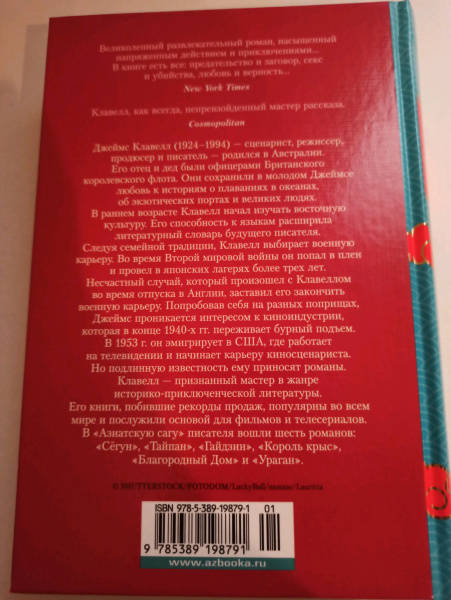 Великолепный развлекательный роман, насыщенный
напряженным действием и приключениями...
В книге есть все: предательство и заговор, секс
и убийства, любовь и верность...
New York Times
Клавелл, как всегда, непревзойденный мастер рассказа.
Cosmopolitan
Джеймс Клавелл (1924–1994) — сценарист, режиссер,
продюсер и писатель — родился в Австралии.
Его отец и дед были офицерами Британского
королевского флота. Они сохранили в молодом Джеймсе
любовь к историям о плаваниях в океанах,
об экзотических портах и великих людях.
В раннем возрасте Клавелл начал изучать восточную
культуру. Его способность к языкам расширила
литературный словарь будущего писателя.
Следуя семейной традиции, Клавелл выбирает военную
карьеру. Во время Второй мировой войны он попал в плен
и провел в японских лагерях более трех лет.
Несчастный случай, который произошел с Клавеллом
во время отпуска в Англии, заставил его закончить
военную карьеру. Попробовав себя на разных поприщах,
Джеймс проникается интересом к киноиндустрии,
которая в конце 1940-х гг. переживает бурный подъем.
В 1953 г. он эмигрирует в США, где работает
на телевидении и начинает карьеру киносценариста.
Но подлинную известность ему приносят романы.
Клавелл — признанный мастер в жанре
историко-приключенческой литературы.
Его книги, побившие рекорды продаж, популярны во всем
мире и послужили основой для фильмов и телесериалов.
В «Азиатскую сагу» писателя вошли шесть романов:
«Сёгун», «Тайпан», «Гайдзин», «Король крыс»,
«Благородный Дом» и «Ураган».
© SHUTTERSTOCK/FOTODOM/LuckyBall/
ISBN 978-5-389-19879-1 01
9 785389 198791
www.azbooka.ru